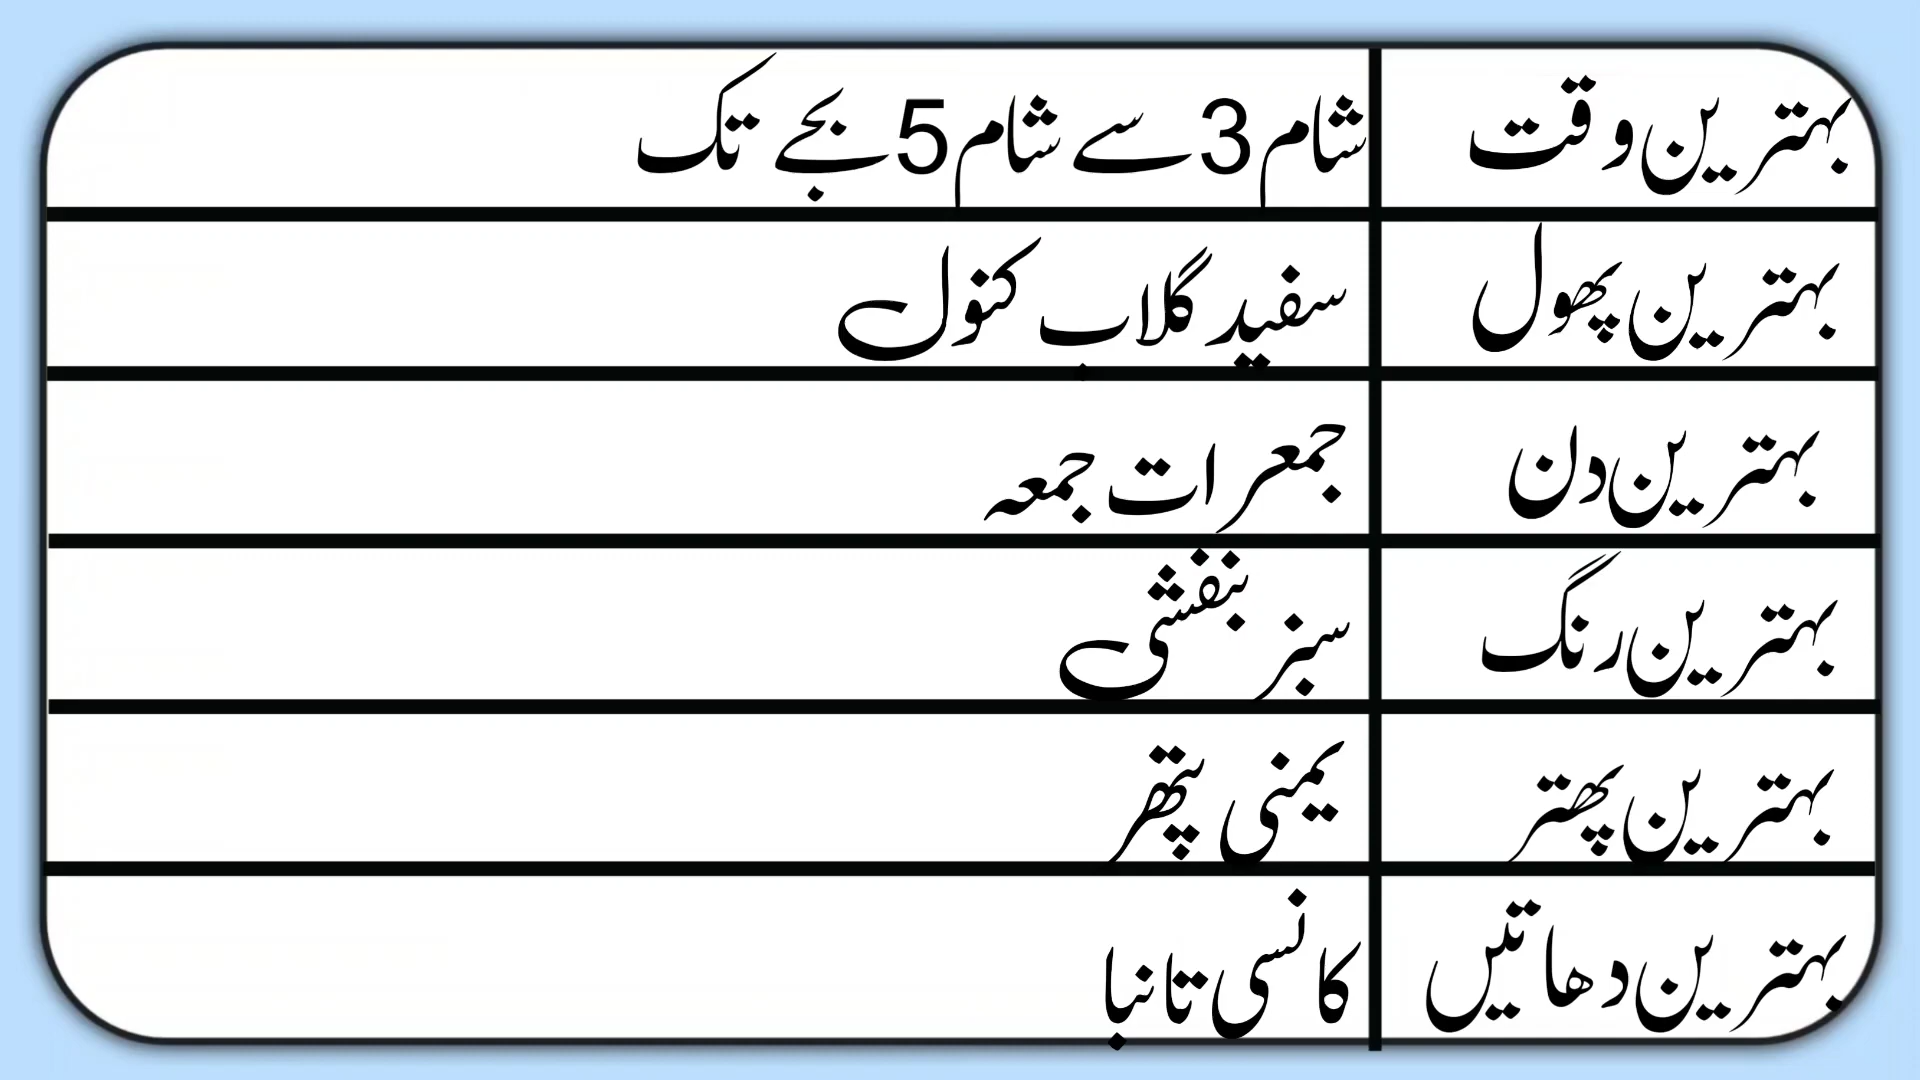 بہترین وقت شام 3 سے شام 5 بجے تک
بہترین پھول سفید گلاب کنول
بہترین دن جمعرات جمعہ
بہترین رنگ سبز بنفشی
بہترین پھتر یمنی پتھر
بہترین دھاتیں کانسی تانبا